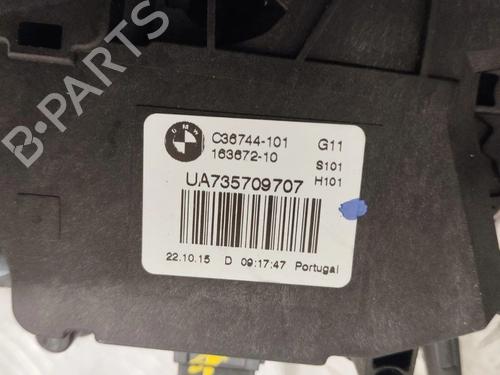 B-PARTS
BMW
C36744-101 G11
163672-10 S101
H101
UA735709707
22.10.15 D 09:17:47 Portugal